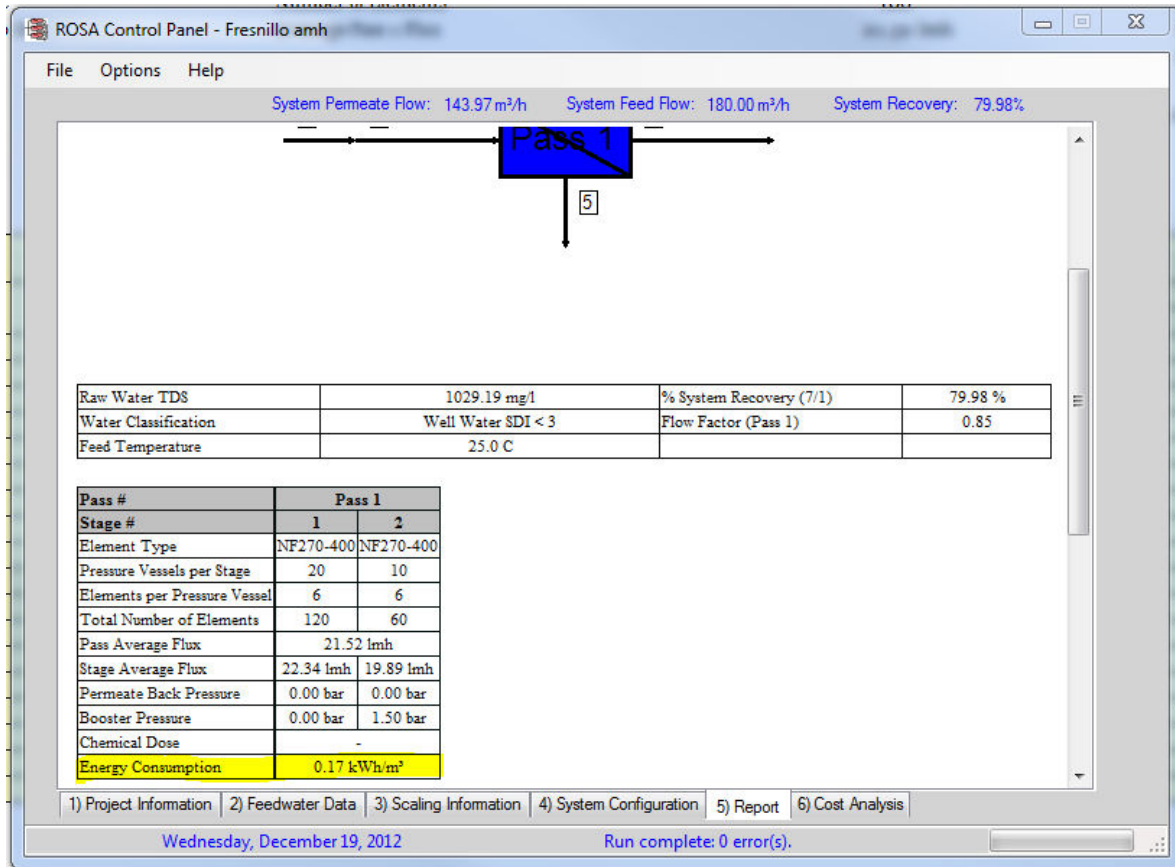 ROSA Control Panel - Fresnillo amh
File Options Help
System Permeate Flow: 143.97 m³/h System Feed Flow: 180.00 m³/h System Recovery: 79.98%
Pass 1
5
Raw Water TDS 1029.19 mg/l % System Recovery (7/1) 79.98 %
Water Classification Well Water SDI < 3 Flow Factor (Pass 1) 0.85
Feed Temperature 25.0 C
Pass # Pass 1
Stage # 1 2
Element Type NF270-400 NF270-400
Pressure Vessels per Stage 20 10
Elements per Pressure Vessel 6 6
Total Number of Elements 120 60
Pass Average Flux 21.52 lmh
Stage Average Flux 22.34 lmh 19.89 lmh
Permeate Back Pressure 0.00 bar 0.00 bar
Booster Pressure 0.00 bar 1.50 bar
Chemical Dose -
Energy Consumption 0.17 kWh/m³
1) Project Information 2) Feedwater Data 3) Scaling Information 4) System Configuration 5) Report 6) Cost Analysis
Wednesday, December 19, 2012 Run complete: 0 error(s).